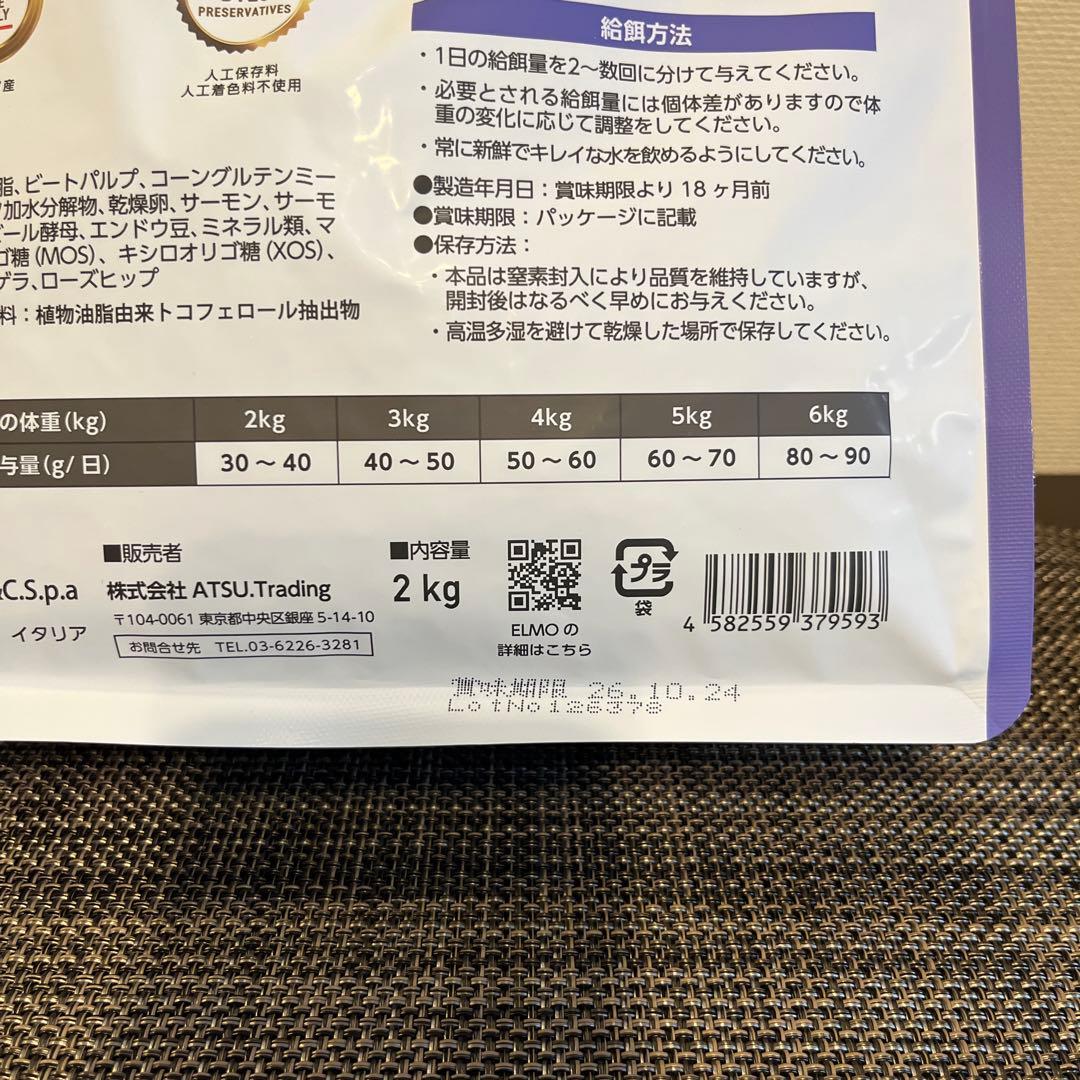 PRESERVATIVES
人工保存料
人工着色料不使用
産
脂、ビートパルプ、コーングルテンミー
加水分解物、乾燥卵、サーモン、サーモ
ール酵母、エンドウ豆、ミネラル類、マ
ゴ糖(MOS)、キシロオリゴ糖(XOS)、
ゲラ、ローズヒップ
料:植物油脂由来トコフェロール抽出物
給餌方法
・1日の給餌量を2〜数回に分けて与えてください。
・必要とされる給餌量には個体差がありますので体
重の変化に応じて調整をしてください。
・常に新鮮でキレイな水を飲めるようにしてください。
●製造年月日:賞味期限より18ヶ月前
●賞味期限:パッケージに記載
●保存方法:
・本品は窒素封入により品質を維持していますが、
開封後はなるべく早めにお与えください。
・高温多湿を避けて乾燥した場所で保存してください。
の体重(kg) 2kg 3kg 4kg 5kg 6kg
与量(g/日) 30〜40 40〜50 50〜60 60〜70 80〜90
C.S.p.a
イタリア
■販売者
株式会社 ATSU.Trading
〒104-0061 東京都中央区銀座 5-14-10
お問合せ先 TEL.03-6226-3281
■内容量
2 kg
ELMOの
詳細はこちら
プラ
袋
4 582559 379593
賞味期限 26.10.24
LotNo 126378